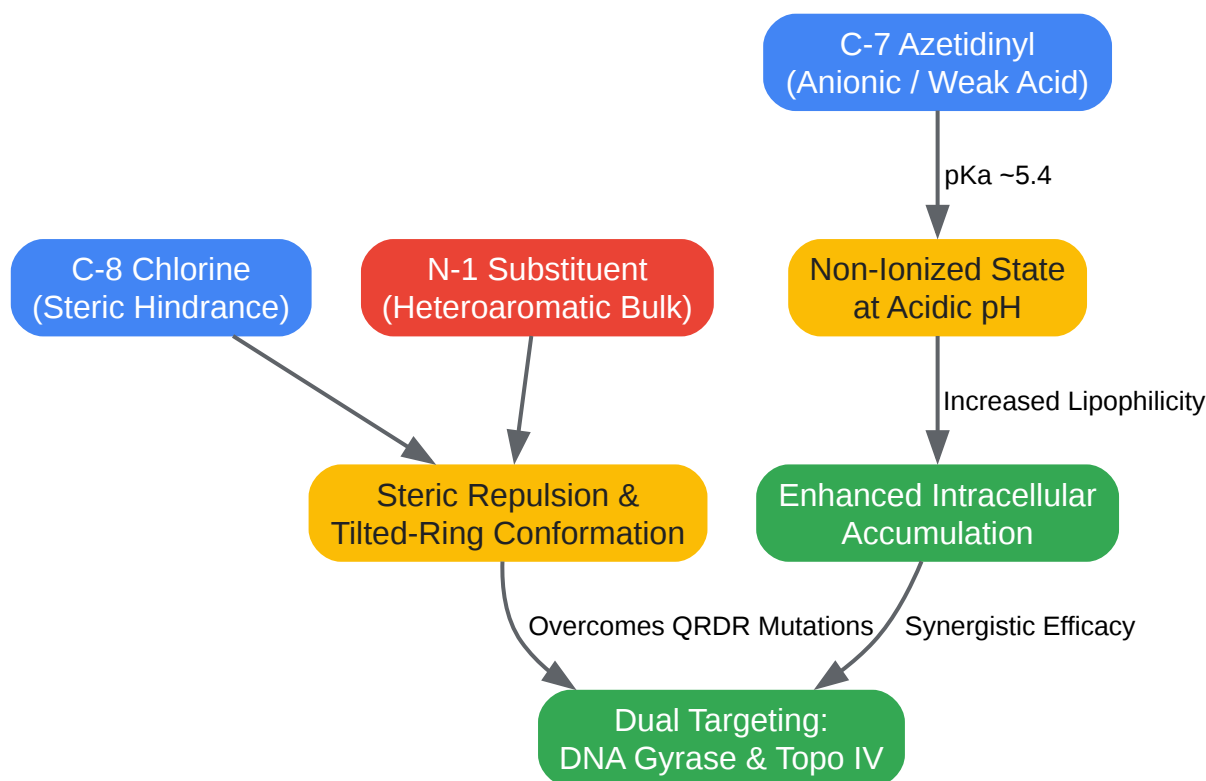 C-7 Azetidinyl
(Anionic / Weak Acid)
pKa ~5.4
C-8 Chlorine
(Steric Hindrance)
N-1 Substituent
(Heteroaromatic Bulk)
Non-Ionized State
at Acidic pH
Increased Lipophilicity
Steric Repulsion &
Tilted-Ring Conformation
Enhanced Intracellular
Accumulation
Overcomes QRDR Mutations
Synergistic Efficacy
Dual Targeting:
DNA Gyrase & Topo IV